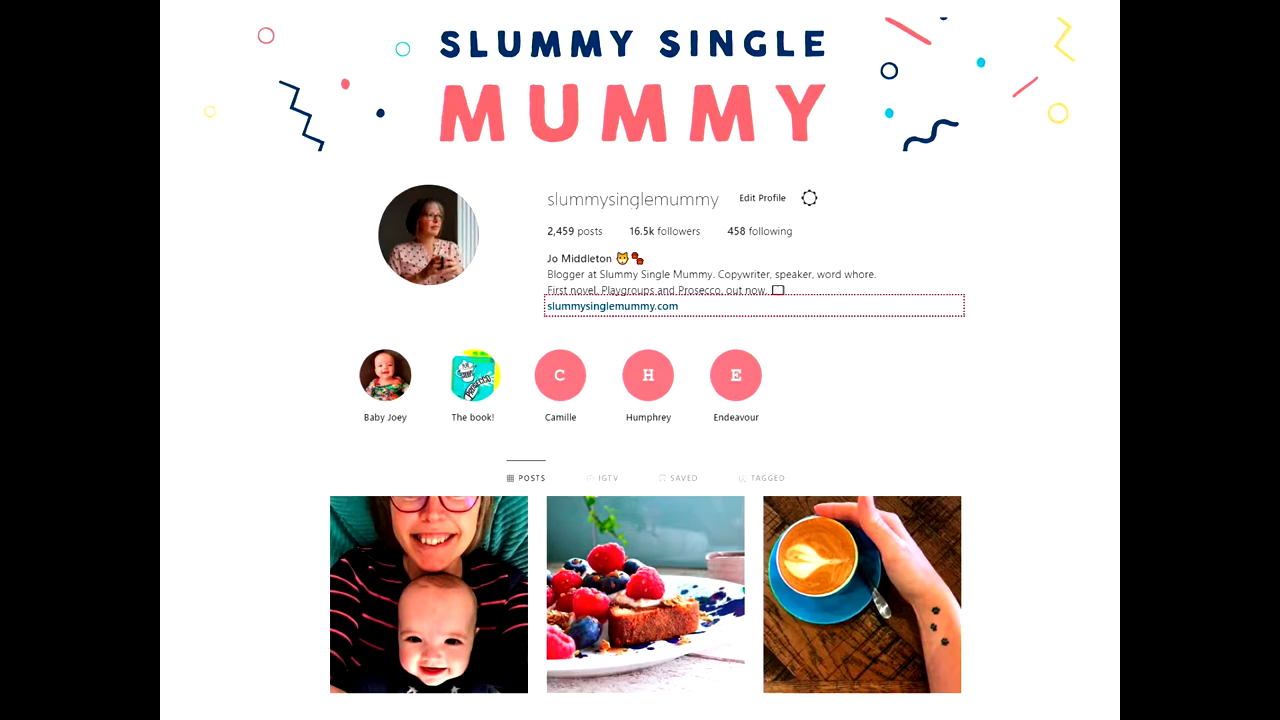 SLUMMY SINGLE
MUMMY
slummysinglemummy Edit Profile
2,459 posts 16.5k followers 458 following
Jo Middleton
Blogger at Slummy Single Mummy. Copywriter, speaker, word whore.
First novel, Playgroups and Prosecco, out now.
slummysinglemummy.com
C H E
Baby Joey The book! Camille Humphrey Endeavour
POSTS IGTV SAVED TAGGED